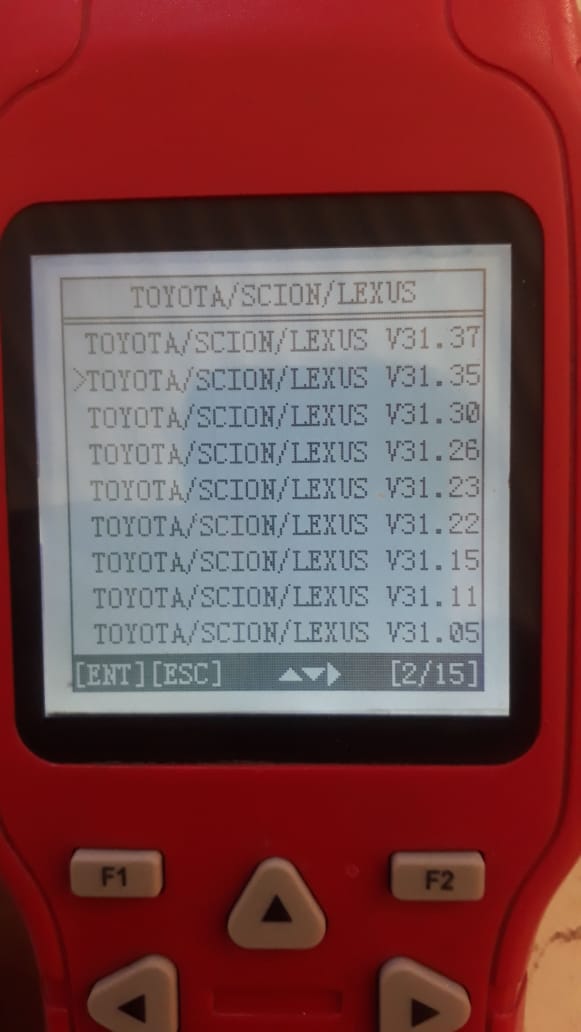 TOYOTA/SCION/LEXUS
TOYOTA/SCION/LEXUS V31.37
>TOYOTA/SCION/LEXUS V31.35
TOYOTA/SCION/LEXUS V31.30
TOYOTA/SCION/LEXUS V31.26
TOYOTA/SCION/LEXUS V31.23
TOYOTA/SCION/LEXUS V31.22
TOYOTA/SCION/LEXUS V31.15
TOYOTA/SCION/LEXUS V31.11
TOYOTA/SCION/LEXUS V31.05
[ENT][ESC] [2/15]
F1 F2